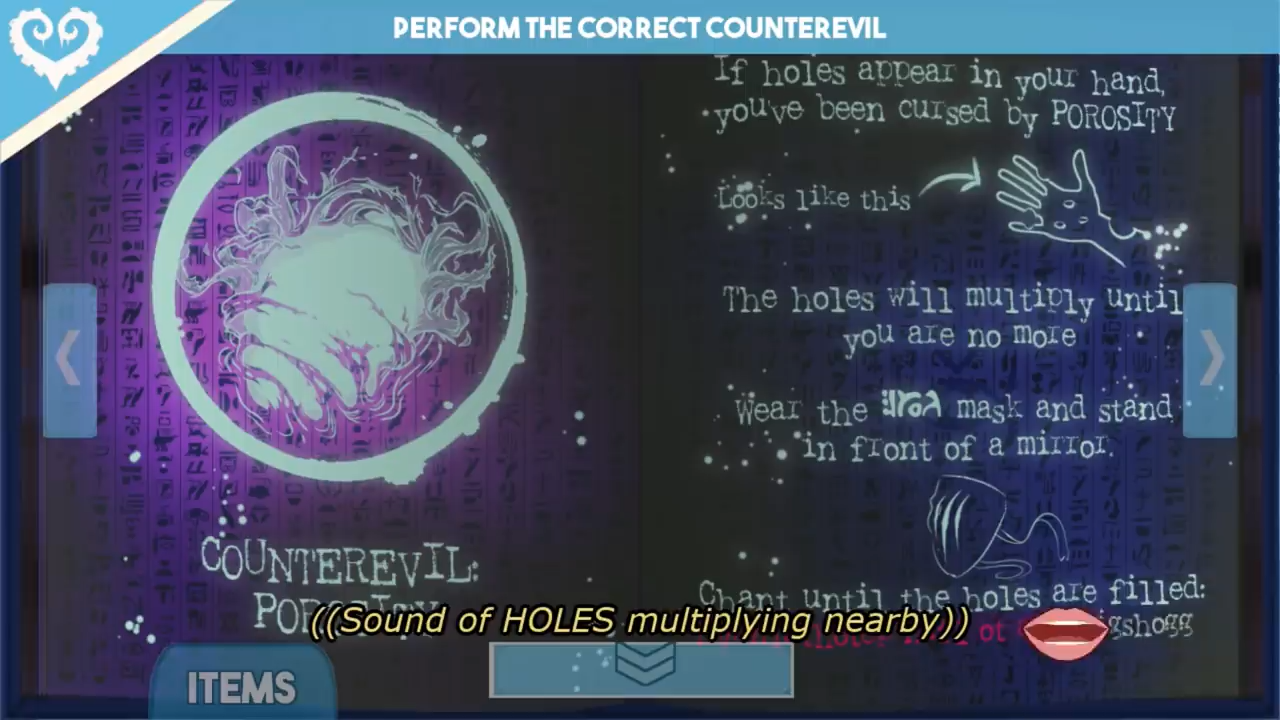 PERFORM THE CORRECT COUNTEREVIL
If holes appear in your hand,
you've been cursed by POROSITY
Looks like this
The holes will multiply until
you are no more
Wear the mask and stand
in front of a mirror.
COUNTEREVIL:
Chant until the holes are filled:
((Sound of HOLES multiplying nearby))
ITEMS